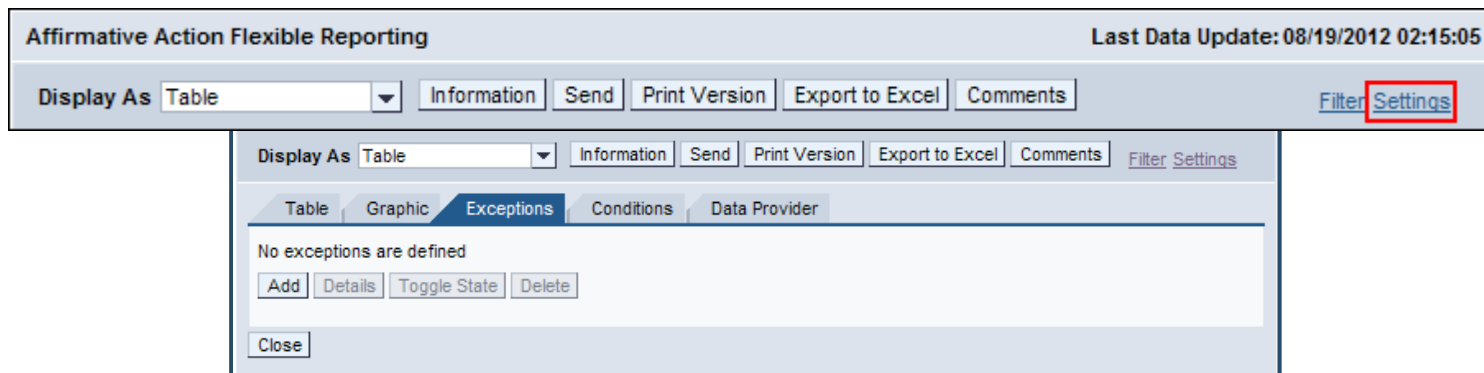 Affirmative Action Flexible Reporting Last Data Update: 08/19/2012 02:15:05
Display As Table Information Send Print Version Export to Excel Comments Filter Settings
Display As Table Information Send Print Version Export to Excel Comments Filter Settings
Table Graphic Exceptions Conditions Data Provider
No exceptions are defined
Add Details Toggle State Delete
Close